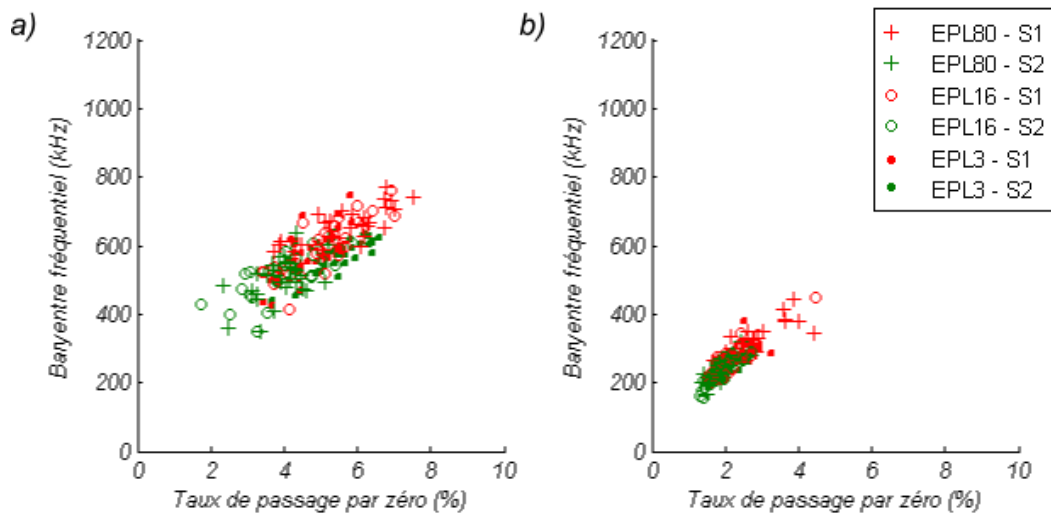 a)
1200
1000
800
600
400
200
0
0 2 4 6 8 10
Baryentre fréquentiel (kHz)
Taux de passage par zéro (%)
b)
1200
1000
800
600
400
200
0
0 2 4 6 8 10
Baryentre fréquentiel (kHz)
Taux de passage par zéro (%)
EPL80 - S1
EPL80 - S2
EPL16 - S1
EPL16 - S2
EPL3 - S1
EPL3 - S2